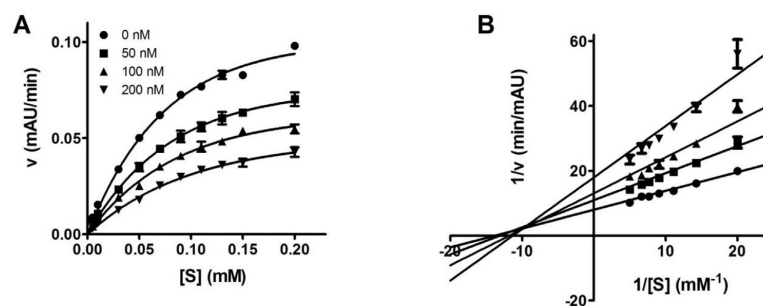 A
0 nM
50 nM
100 nM
200 nM
0.10
0.05
0.00
v (mAU/min)
0.00 0.05 0.10 0.15 0.20
[S] (mM)
B
60
40
20
-20
1/v (min/mAU)
-20 -10 10 20
1/[S] (mM-1)